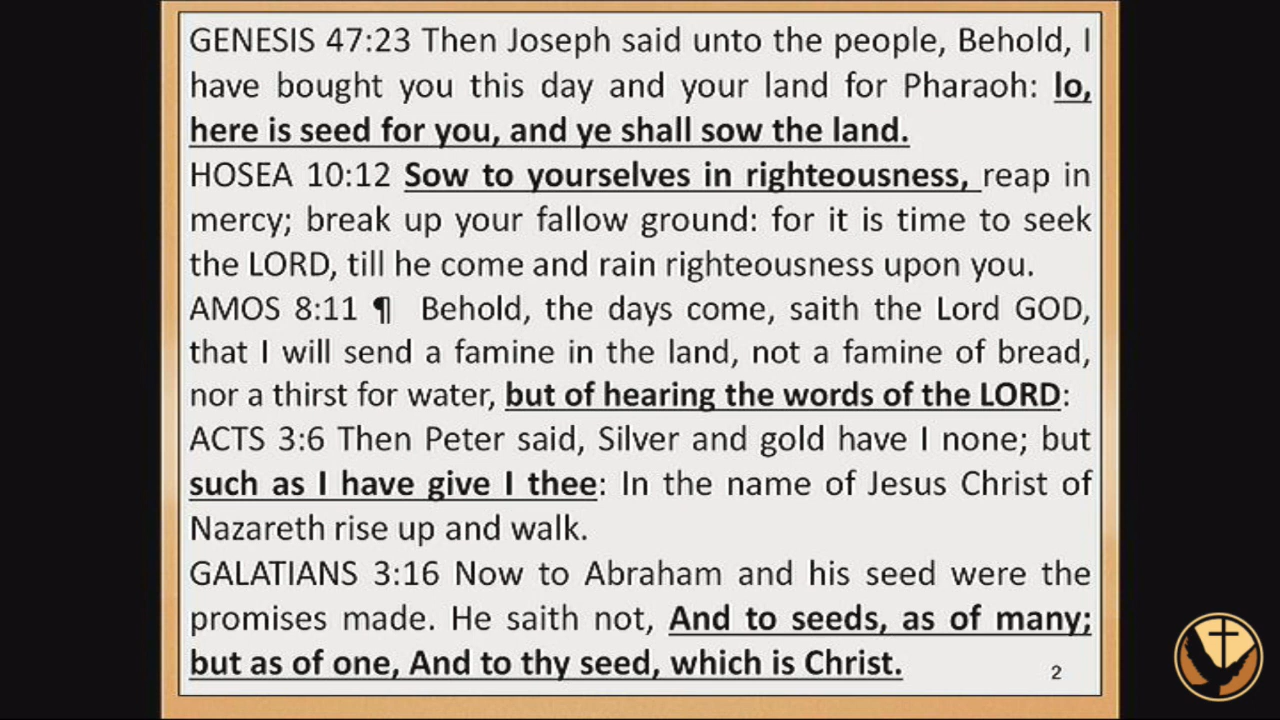 GENESIS 47:23 Then Joseph said unto the people, Behold, I
have bought you this day and your land for Pharaoh: lo,
here is seed for you, and ye shall sow the land.
HOSEA 10:12 Sow to yourselves in righteousness, reap in
mercy; break up your fallow ground: for it is time to seek
the LORD, till he come and rain righteousness upon you.
AMOS 8:11 ¶ Behold, the days come, saith the Lord GOD,
that I will send a famine in the land, not a famine of bread,
nor a thirst for water, but of hearing the words of the LORD:
ACTS 3:6 Then Peter said, Silver and gold have I none; but
such as I have give I thee: In the name of Jesus Christ of
Nazareth rise up and walk.
GALATIANS 3:16 Now to Abraham and his seed were the
promises made. He saith not, And to seeds, as of many;
but as of one, And to thy seed, which is Christ.
2